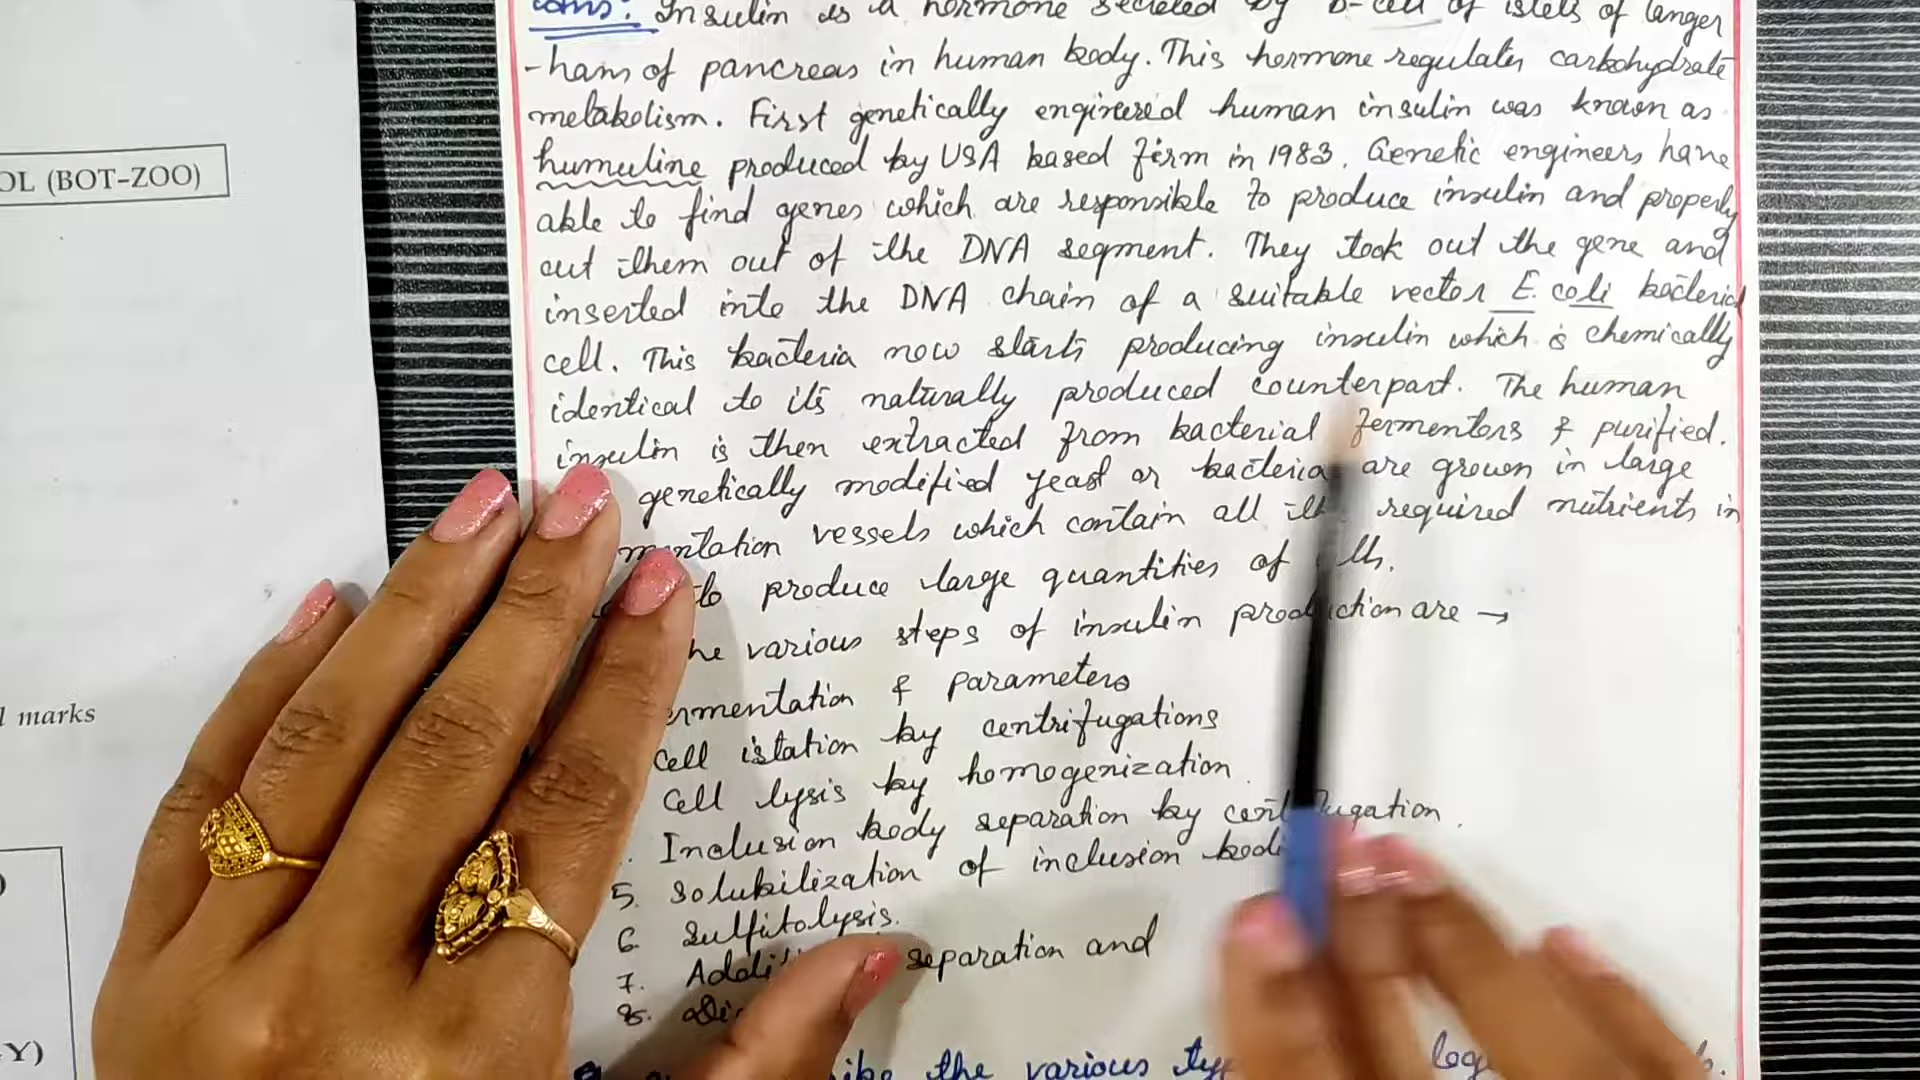 OL (BOT-ZOO)
l marks
)
Y)
Ans: Insulin is a hormone secreted by B-cell of islets of langer
-hans of pancreas in human body. This hormone regulates carbohydrate
metabolism. First genetically engineered human insulin was known as
humuline produced by USA based firm in 1983. Genetic engineers have
able to find genes which are responsible to produce insulin and properly
cut them out of the DNA segment. They took out the gene and
inserted into the DNA chain of a suitable vector E. coli bacterial
cell. This bacteria now starts producing insulin which is chemically
identical to its naturally produced counterpart. The human
insulin is then extracted from bacterial fermentors & purified.
genetically modified yeast or bacteria are grown in large
mentation vessels which contain all the required nutrients in
to produce large quantities of
he various steps of insulin production are →
ermentation & parameters
Cell istation by centrifugations
Cell lysis by homogenization
Inclusion body separation by centrifugation.
5. Solubilization of inclusion bodi
6. Sulfitolysis.
7. separation and
8.
the various